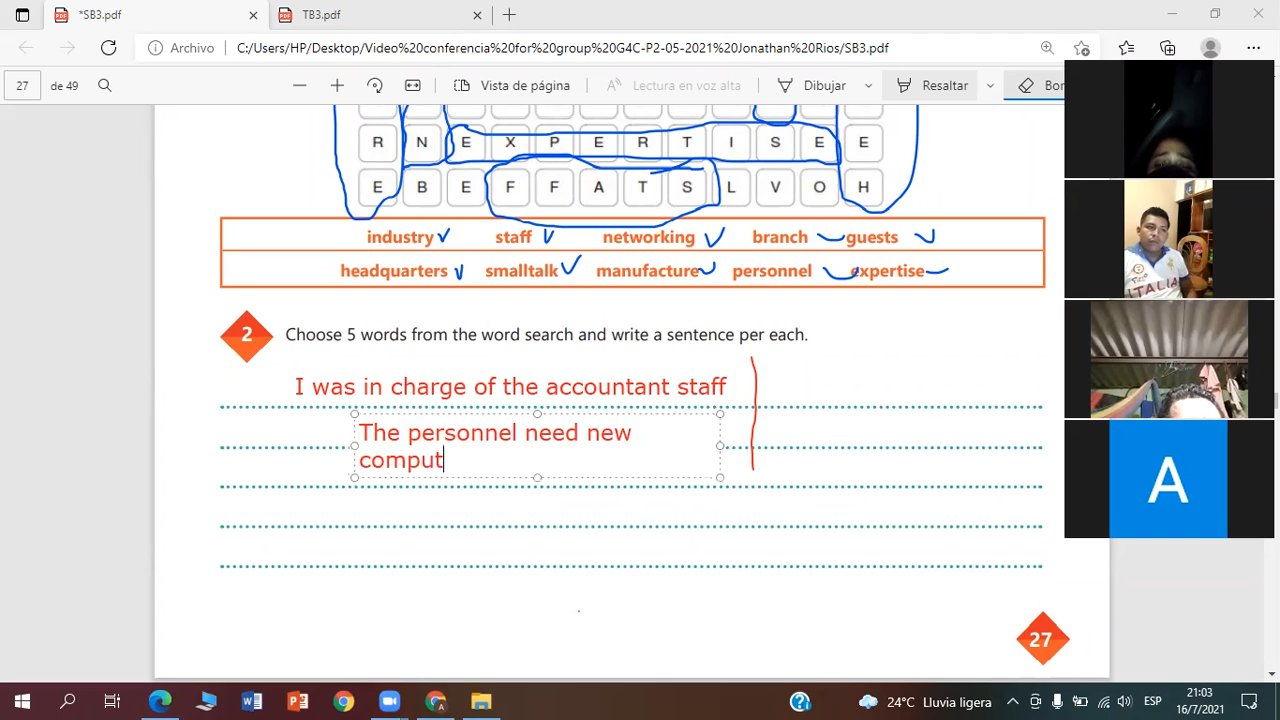 *SB3.pdf
TB3.pdf
Archivo
C:/Users/HP/Desktop/Video%20conferencia%20for%20group%20G4C-P2-05-2021%20Jonathan%20Rios/SB3.pdf
27 de 49
Vista de página
Lectura en voz alta
Dibujar
Resaltar
Bor
R N E X P E R T I S E E
E B E F F A T S L V O H
industry staff networking branch guests
headquarters smalltalk manufacture personnel expertise
2 Choose 5 words from the word search and write a sentence per each.
I was in charge of the accountant staff
The personnel need new
comput
27
ITALIA
A
24°C Lluvia ligera
ESP
21:03
16/7/2021